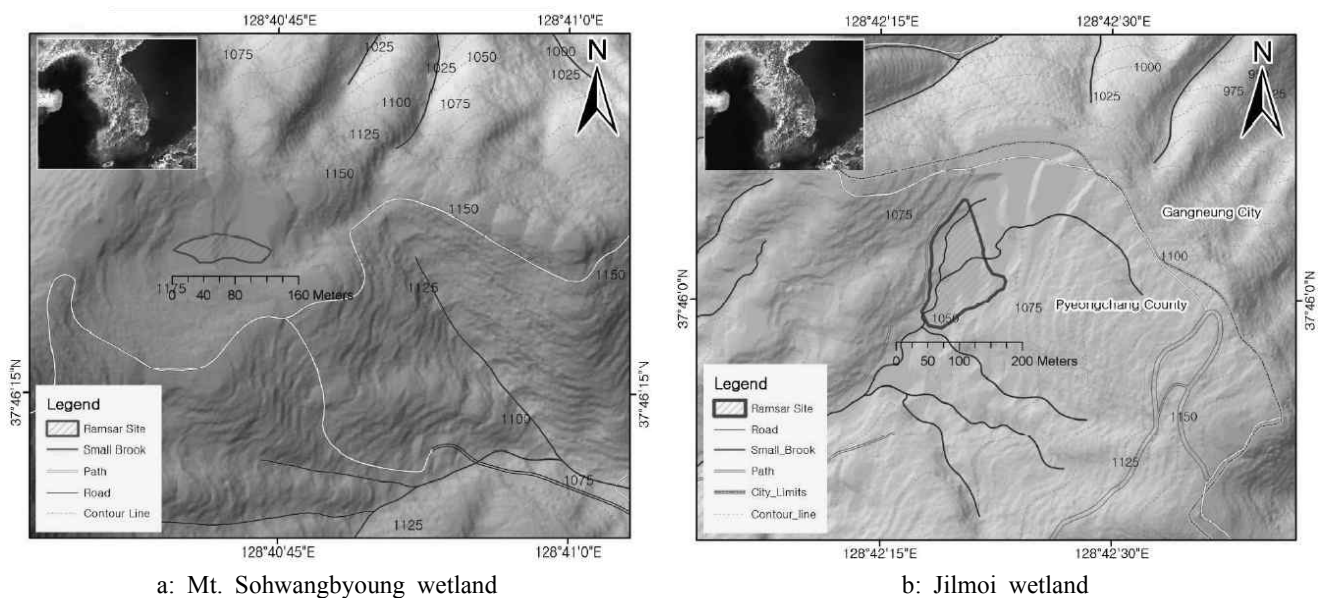 128°40'45"E
128°41'0"E
1025
1000
1075
1050
1025
N
1100
1075
1125
1150
1150
1150
1175
0 40 80 160 Meters
1125
37°46'15"N
37°46'15"N
Legend
Ramsar Site
Small Brook
Path
Road
Contour Line
1100
1075
1125
128°40'45"E
128°41'0"E
a: Mt. Sohwangbyoung wetland
128°42'15"E
128°42'30"E
1000
N
975
1025
1075
Gangneung City
1100
37°46'0"N
37°46'0"N
1075
Pyeongchang County
1050
0 50 100 200 Meters
Legend
Ramsar Site
Road
Small_Brook
Path
City_Limits
Contour_line
1150
1125
128°42'15"E
128°42'30"E
b: Jilmoi wetland